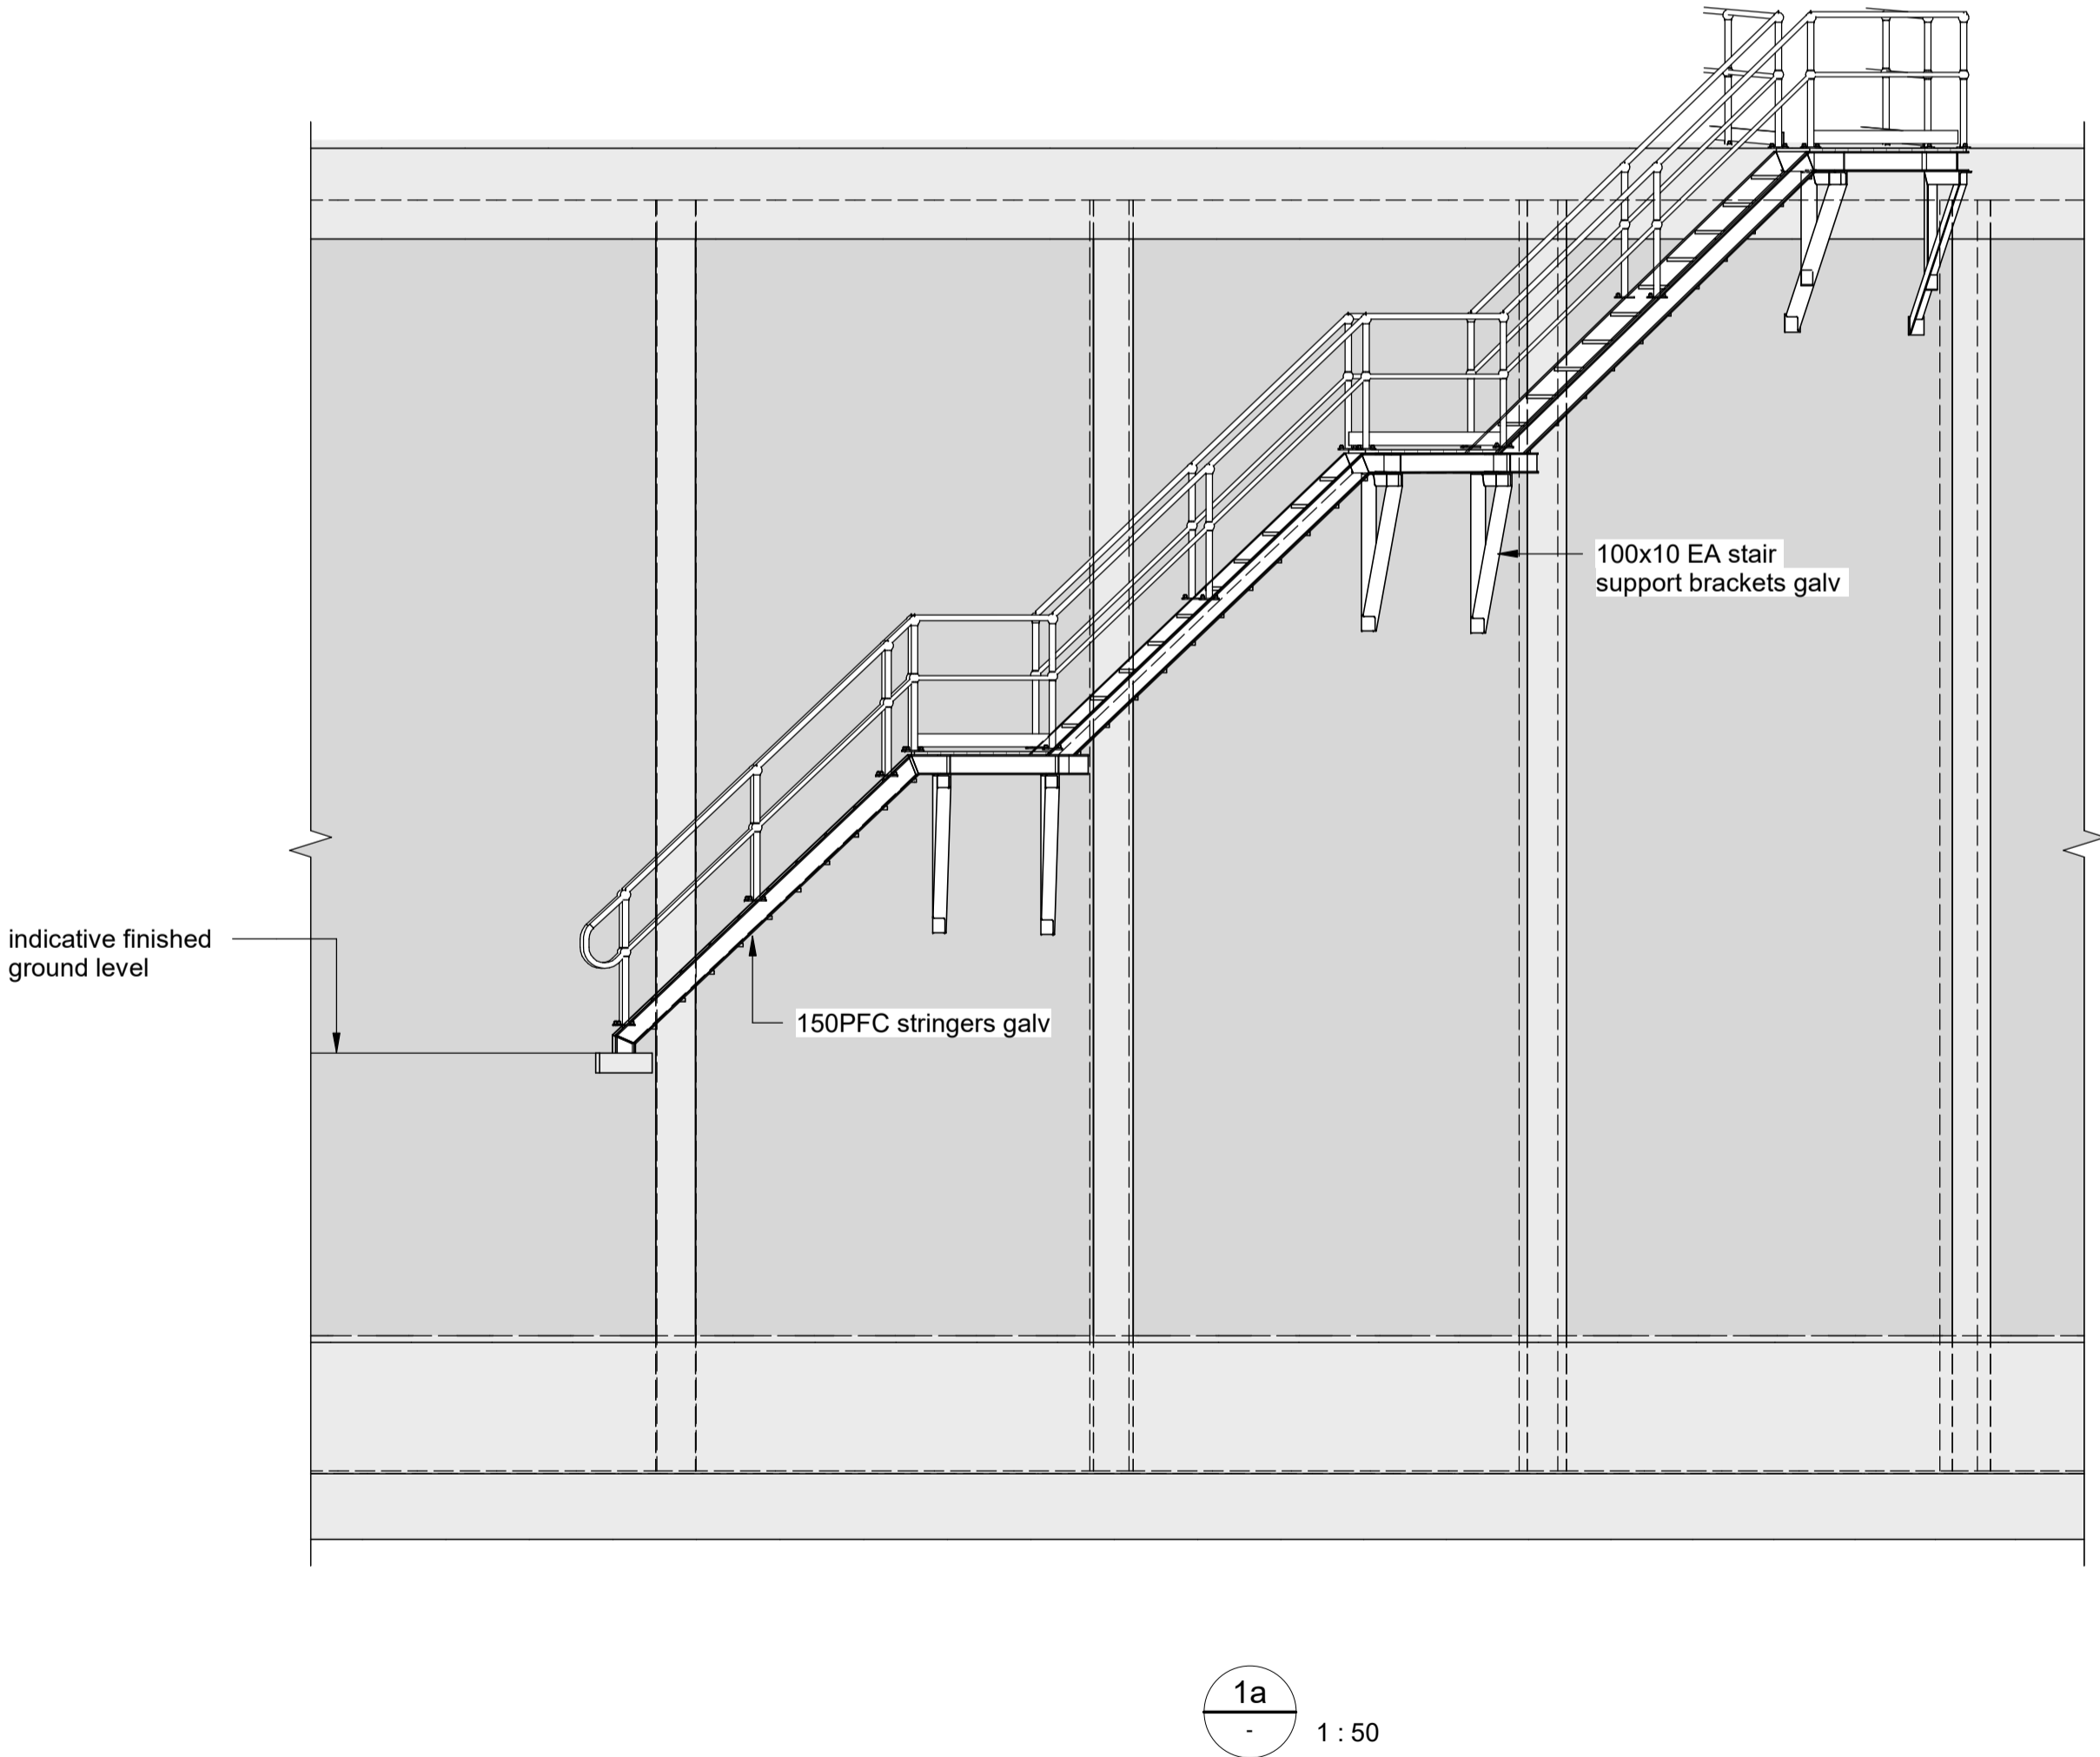 100x10 EA stair
support brackets galv
indicative finished
ground level
150PFC stringers galv
1a
-
1 : 50